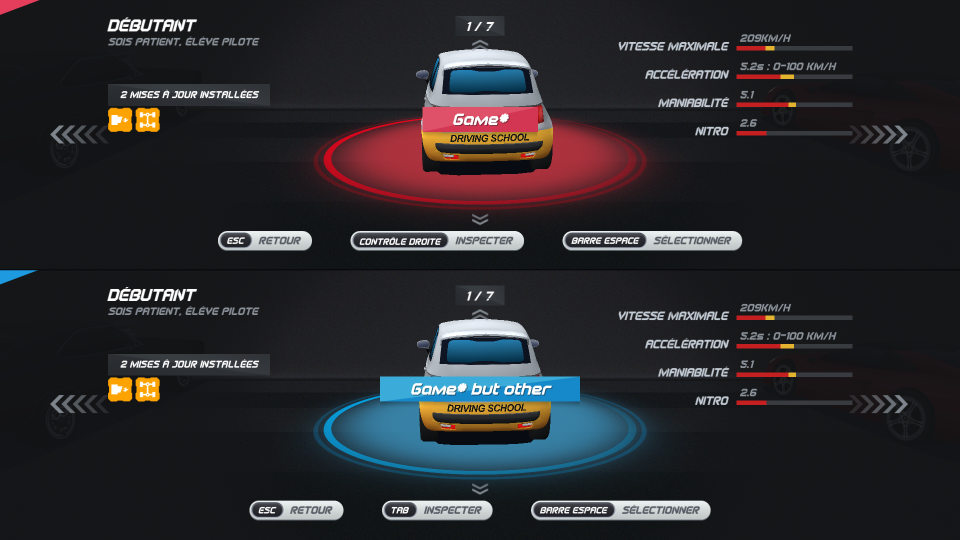 DÉBUTANT
SOIS PATIENT, ÉLÈVE PILOTE
1 / 7
209KM/H
VITESSE MAXIMALE
5.2s : 0-100 KM/H
ACCÉLÉRATION
5.1
MANIABILITÉ
2.6
NITRO
2 MISES À JOUR INSTALLÉES
Game*
DRIVING SCHOOL
ESC RETOUR
CONTRÔLE DROITE INSPECTER
BARRE ESPACE SÉLECTIONNER
DÉBUTANT
SOIS PATIENT, ÉLÈVE PILOTE
1 / 7
209KM/H
VITESSE MAXIMALE
5.2s : 0-100 KM/H
ACCÉLÉRATION
5.1
MANIABILITÉ
2.6
NITRO
2 MISES À JOUR INSTALLÉES
Game* but other
DRIVING SCHOOL
ESC RETOUR
TAB INSPECTER
BARRE ESPACE SÉLECTIONNER